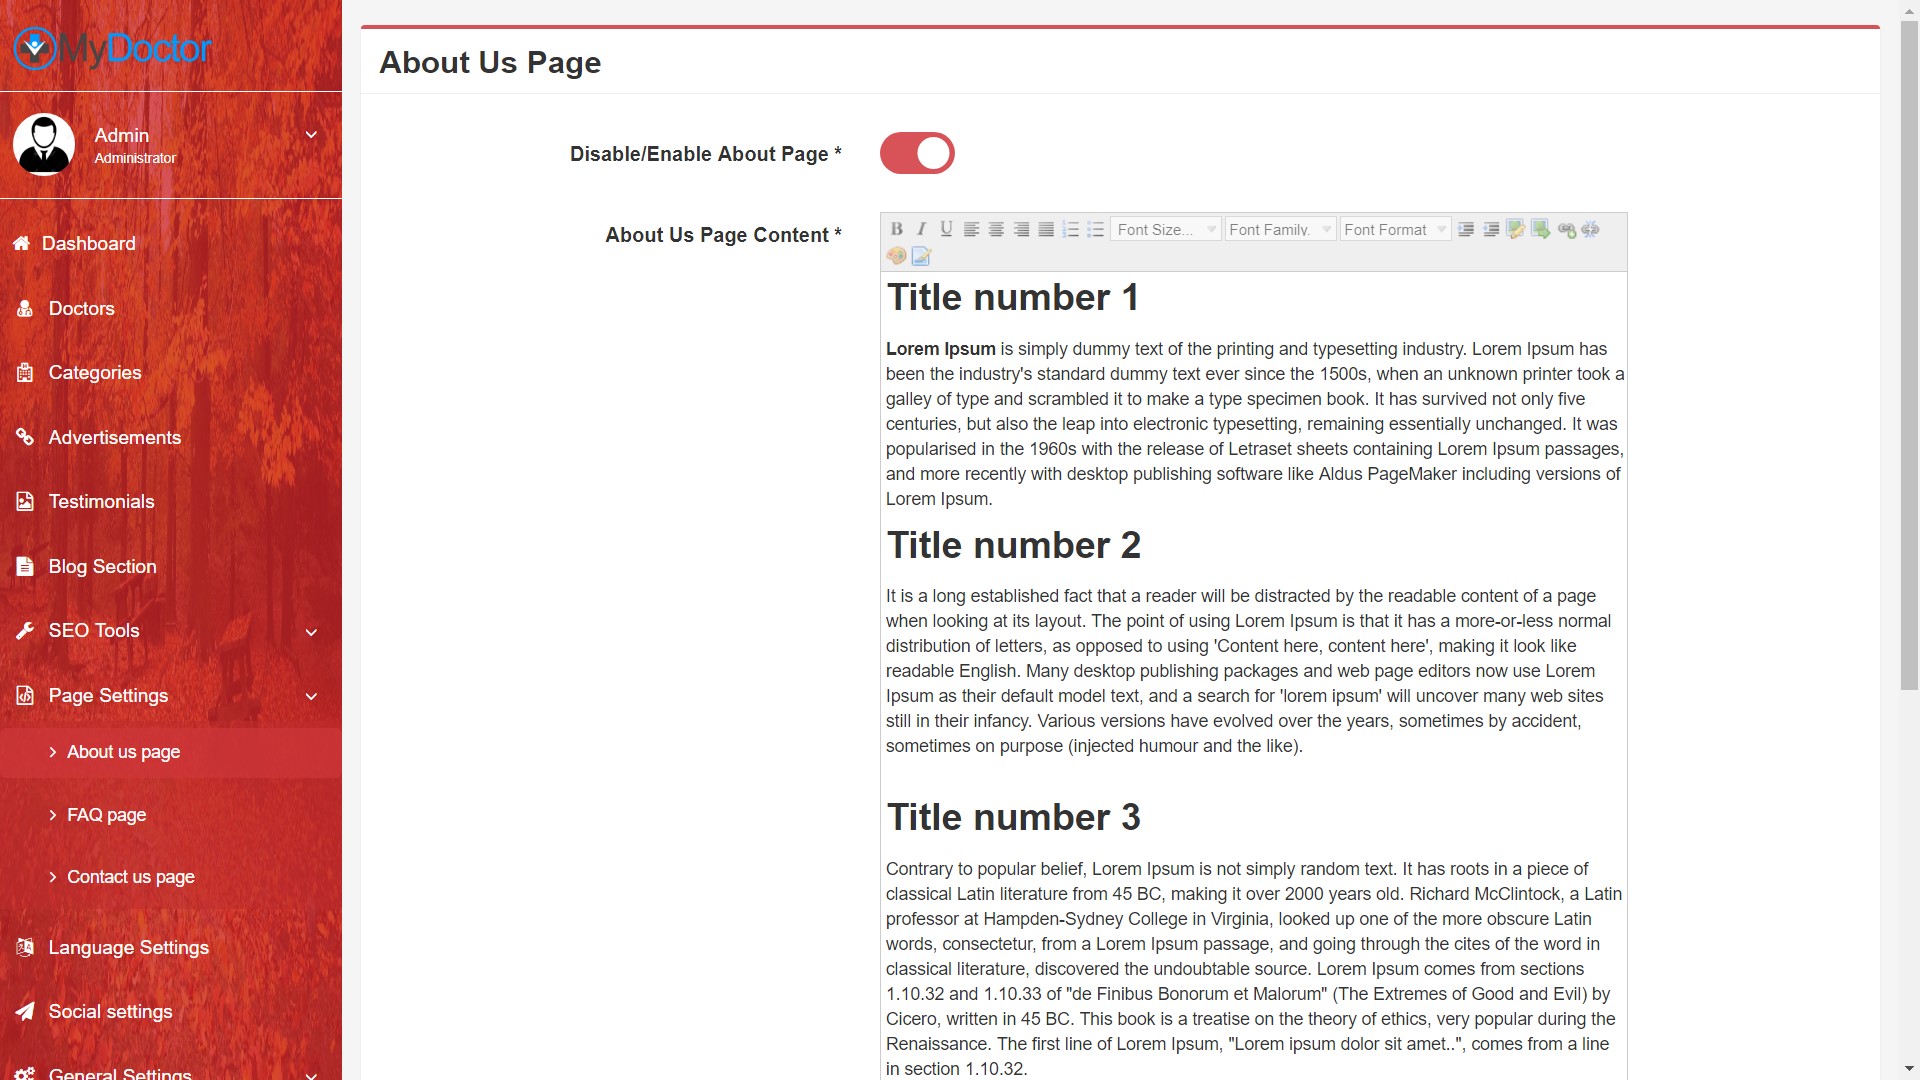 MyDoctor
Admin
Administrator
Dashboard
Doctors
Categories
Advertisements
Testimonials
Blog Section
SEO Tools
Page Settings
About us page
FAQ page
Contact us page
Language Settings
Social settings
General Settings
About Us Page
Disable/Enable About Page *
About Us Page Content *
B I U Font Size... Font Family. Font Format
Title number 1
Lorem Ipsum is simply dummy text of the printing and typesetting industry. Lorem Ipsum has
been the industry's standard dummy text ever since the 1500s, when an unknown printer took a
galley of type and scrambled it to make a type specimen book. It has survived not only five
centuries, but also the leap into electronic typesetting, remaining essentially unchanged. It was
popularised in the 1960s with the release of Letraset sheets containing Lorem Ipsum passages,
and more recently with desktop publishing software like Aldus PageMaker including versions of
Lorem Ipsum.
Title number 2
It is a long established fact that a reader will be distracted by the readable content of a page
when looking at its layout. The point of using Lorem Ipsum is that it has a more-or-less normal
distribution of letters, as opposed to using 'Content here, content here', making it look like
readable English. Many desktop publishing packages and web page editors now use Lorem
Ipsum as their default model text, and a search for 'lorem ipsum' will uncover many web sites
still in their infancy. Various versions have evolved over the years, sometimes by accident,
sometimes on purpose (injected humour and the like).
Title number 3
Contrary to popular belief, Lorem Ipsum is not simply random text. It has roots in a piece of
classical Latin literature from 45 BC, making it over 2000 years old. Richard McClintock, a Latin
professor at Hampden-Sydney College in Virginia, looked up one of the more obscure Latin
words, consectetur, from a Lorem Ipsum passage, and going through the cites of the word in
classical literature, discovered the undoubtable source. Lorem Ipsum comes from sections
1.10.32 and 1.10.33 of "de Finibus Bonorum et Malorum" (The Extremes of Good and Evil) by
Cicero, written in 45 BC. This book is a treatise on the theory of ethics, very popular during the
Renaissance. The first line of Lorem Ipsum, "Lorem ipsum dolor sit amet..", comes from a line
in section 1.10.32.